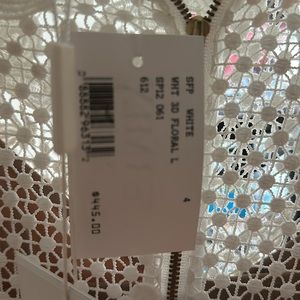 SFP WHITE
WHT 3D FLORAL L
SP12 061 4
612
$445.00